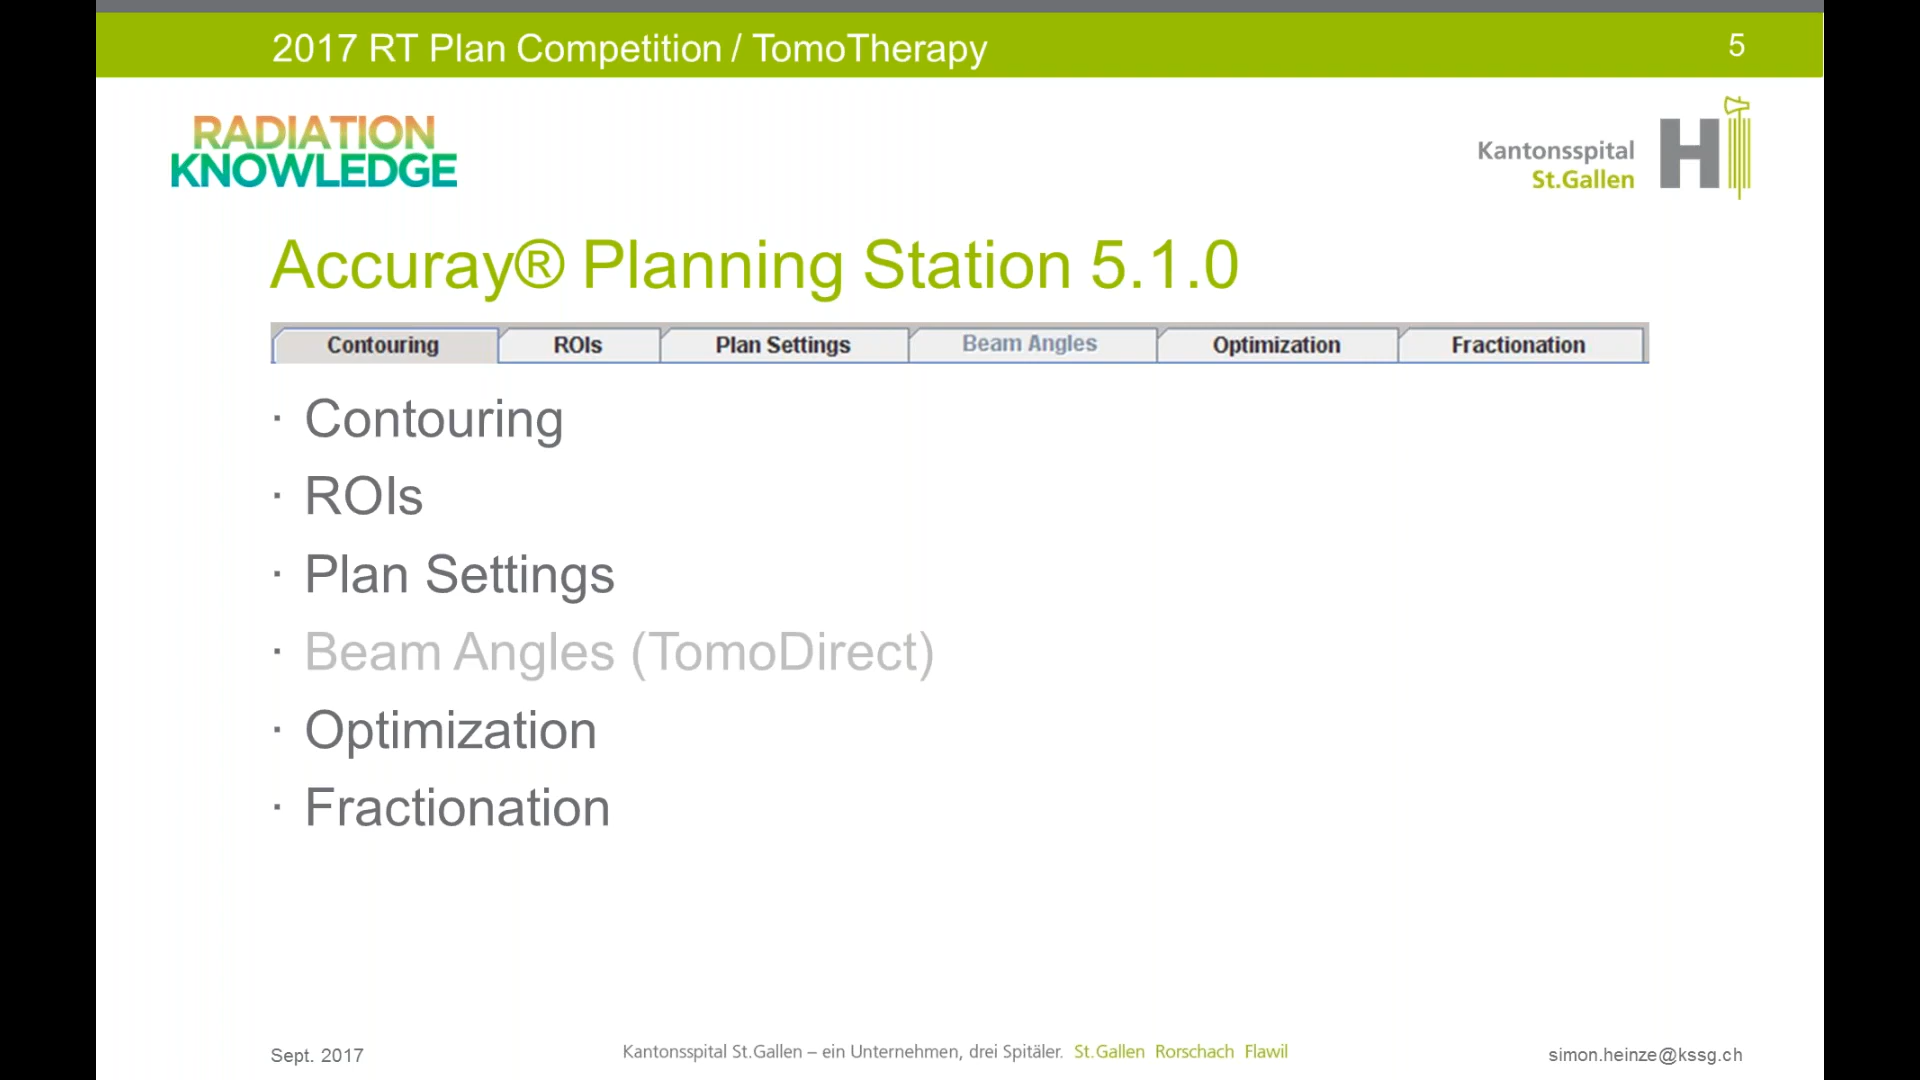 2017 RT Plan Competition / TomoTherapy
5
RADIATION
KNOWLEDGE
Kantonsspital
St.Gallen
Accuray® Planning Station 5.1.0
Contouring ROIs Plan Settings Beam Angles Optimization Fractionation
· Contouring
· ROIs
· Plan Settings
· Beam Angles (TomoDirect)
· Optimization
· Fractionation
Sept. 2017
Kantonsspital St.Gallen – ein Unternehmen, drei Spitäler. St.Gallen Rorschach Flawil
simon.heinze@kssg.ch